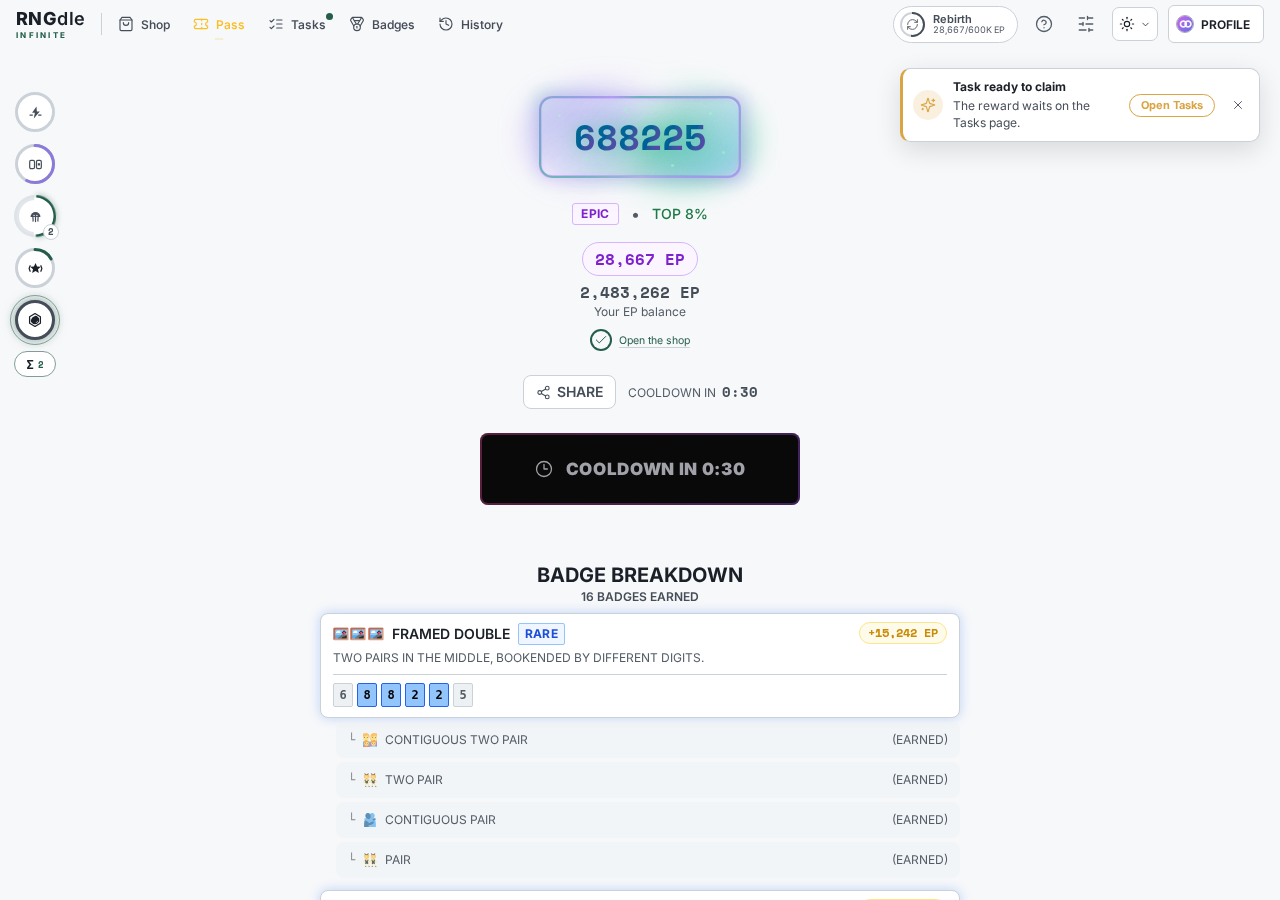 RNGdle
INFINITE
Shop
Pass
Tasks
Badges
History
Rebirth
28,667/600K EP
PROFILE
Task ready to claim
The reward waits on the
Tasks page.
Open Tasks
688225
EPIC • TOP 8%
28,667 EP
2,483,262 EP
Your EP balance
Open the shop
2
Σ 2
SHARE
COOLDOWN IN 0:30
COOLDOWN IN 0:30
BADGE BREAKDOWN
16 BADGES EARNED
FRAMED DOUBLE RARE +15,242 EP
TWO PAIRS IN THE MIDDLE, BOOKENDED BY DIFFERENT DIGITS.
6 8 8 2 2 5
└ CONTIGUOUS TWO PAIR (EARNED)
└ TWO PAIR (EARNED)
└ CONTIGUOUS PAIR (EARNED)
└ PAIR (EARNED)